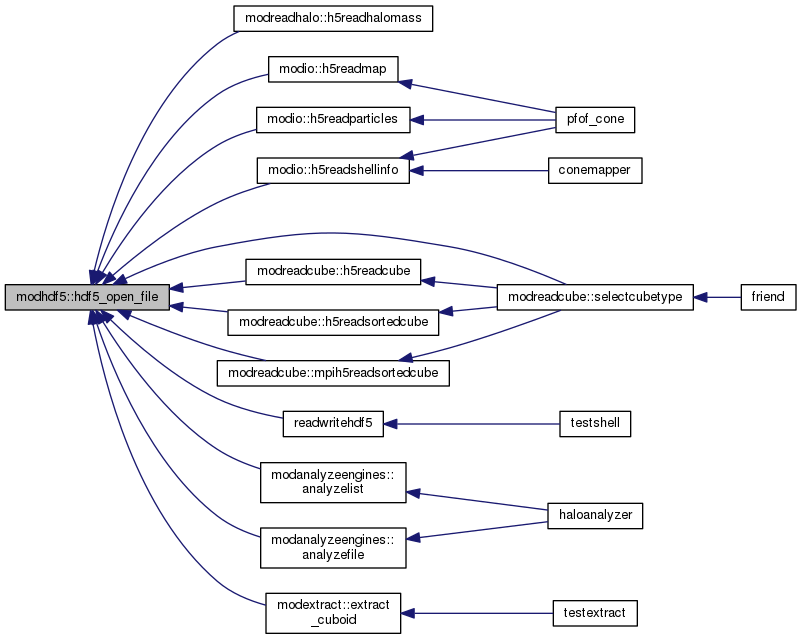 modreadhalo::h5readhalomass
modio::h5readmap
modio::h5readparticles
pfof_cone
modio::h5readshellinfo
conemapper
modhdf5::hdf5_open_file
modreadcube::h5readcube
modreadcube::selectcubetype
friend
modreadcube::h5readsortedcube
modreadcube::mpih5readsortedcube
readwritehdf5
testshell
modanalyzeengines::
analyzelist
haloanalyzer
modanalyzeengines::
analyzefile
modextract::extract
_cuboid
testextract